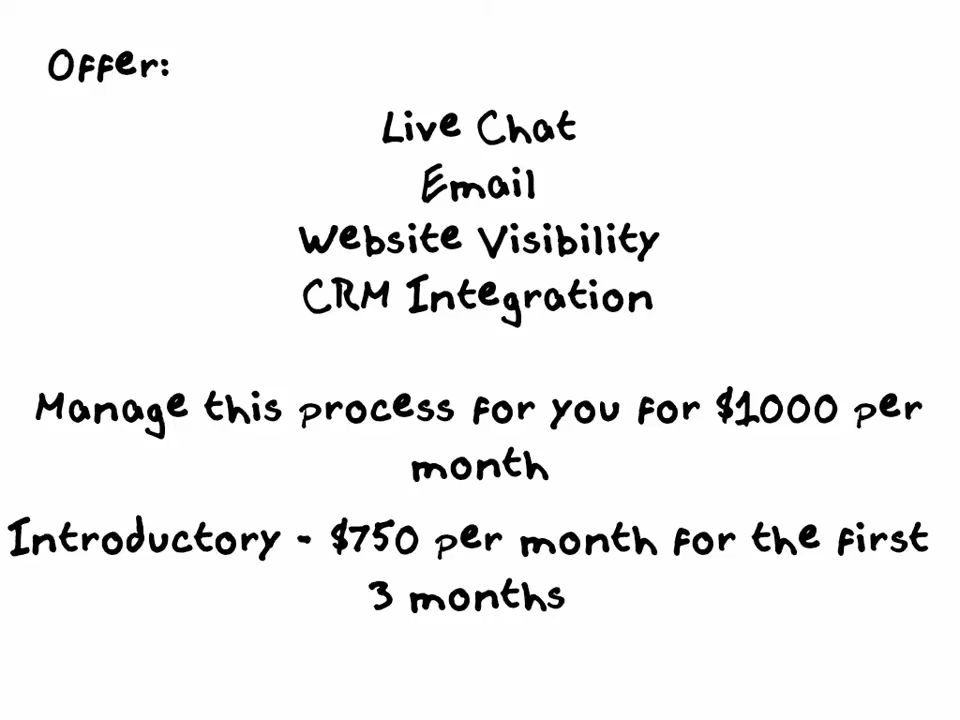 Offer:
Live Chat
Email
Website Visibility
CRM Integration
Manage this process for you for $1000 per
month
Introductory - $750 per month for the first
3 months